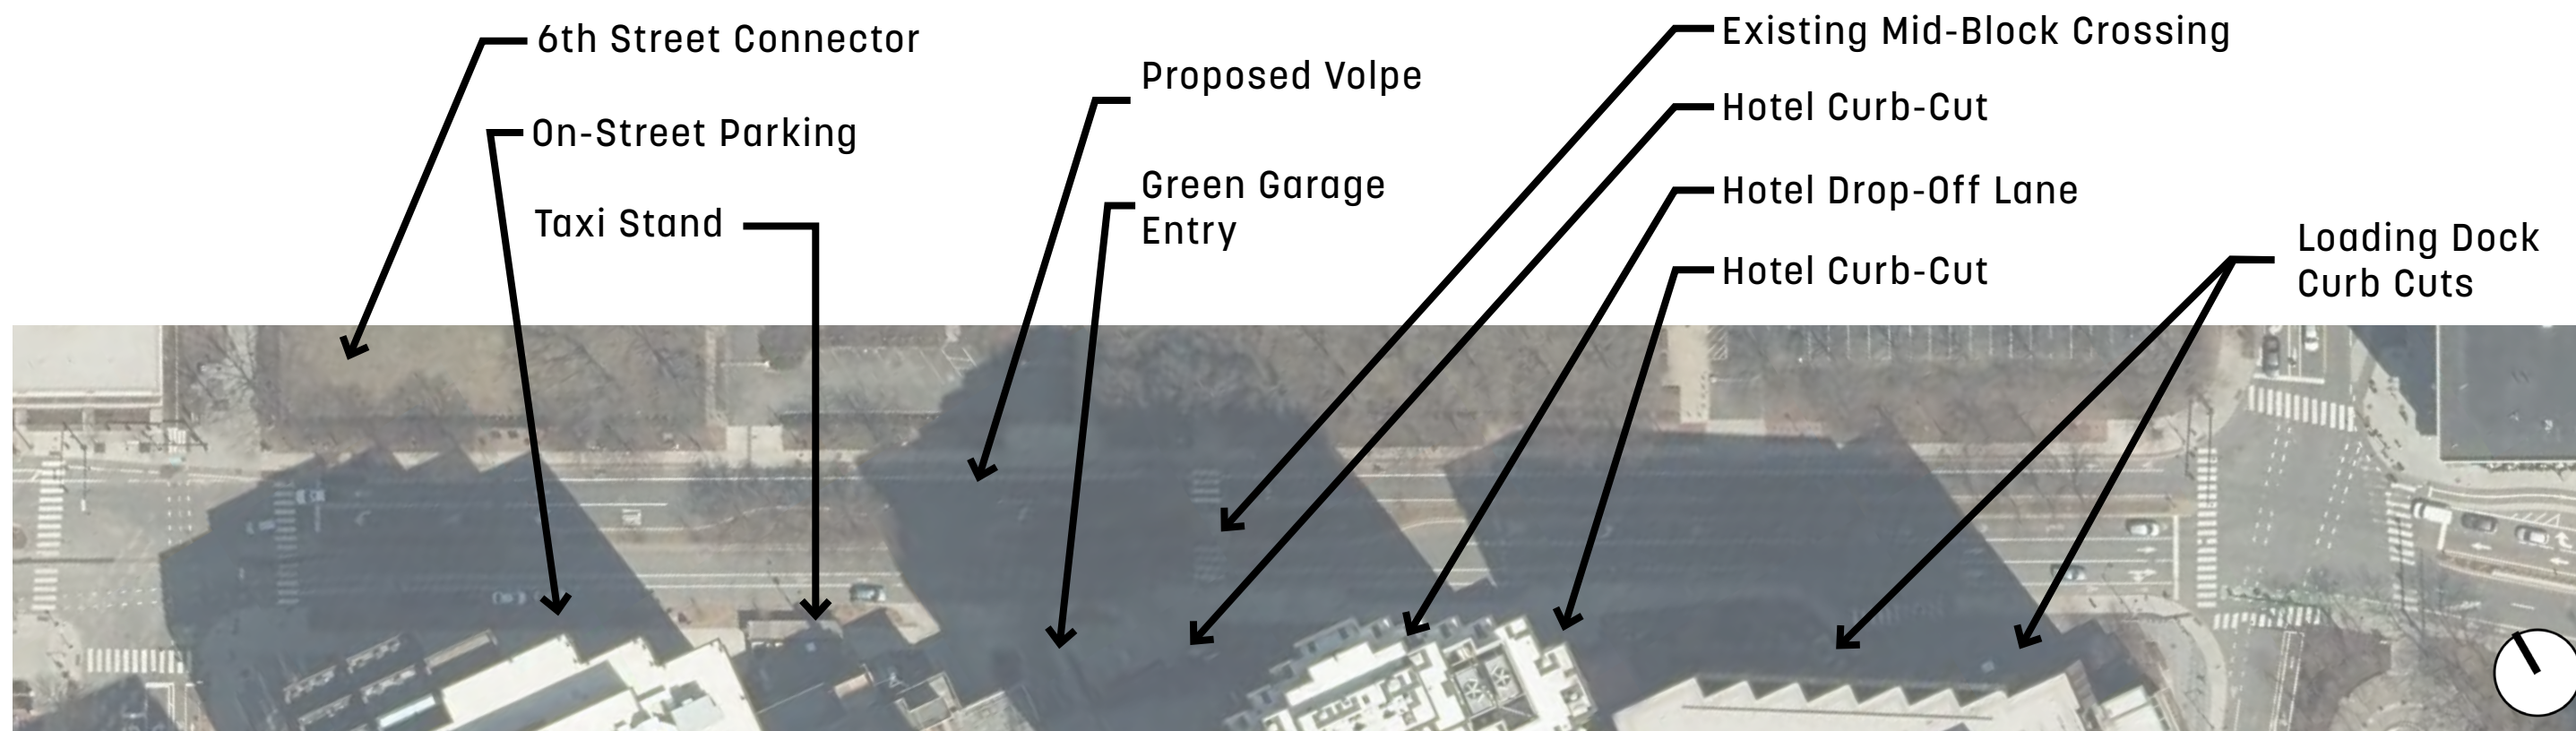 6th Street Connector
On-Street Parking
Taxi Stand
Proposed Volpe
Green Garage
Entry
Existing Mid-Block Crossing
Hotel Curb-Cut
Hotel Drop-Off Lane
Hotel Curb-Cut
Loading Dock
Curb Cuts